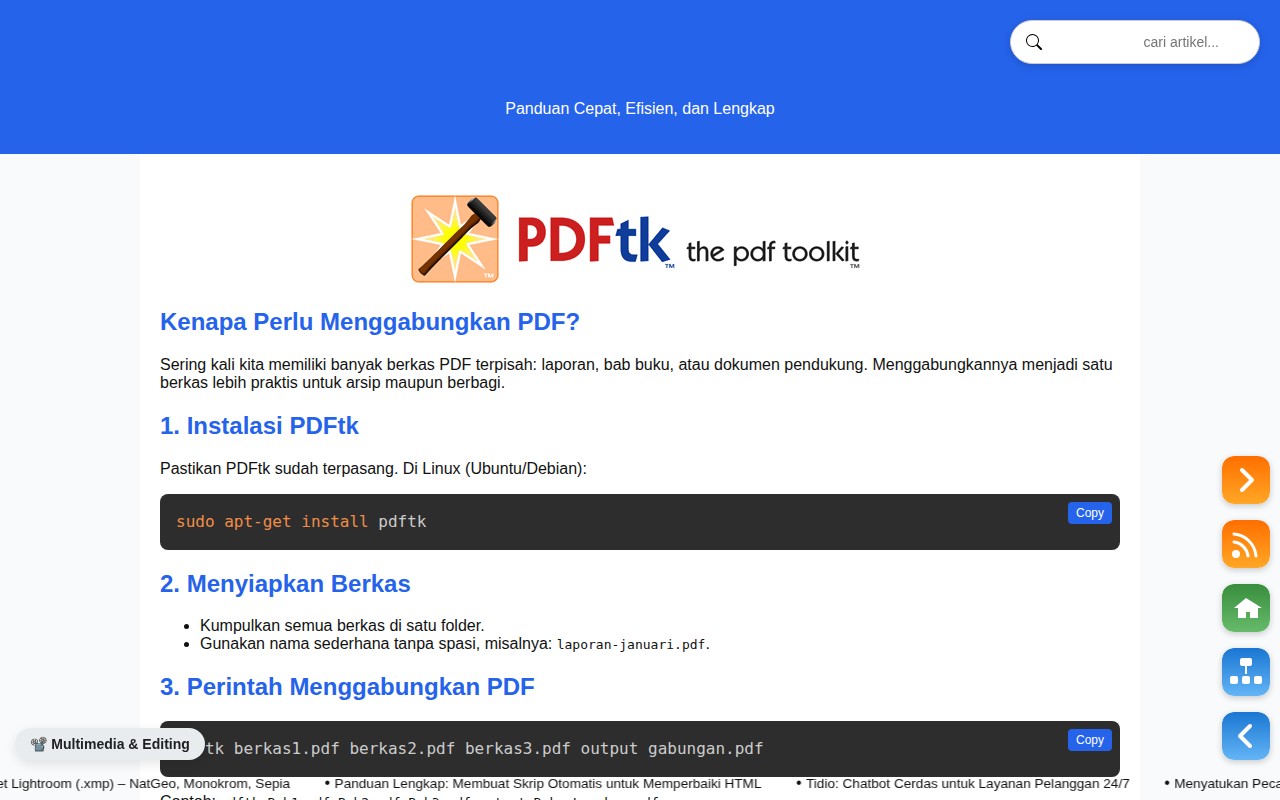 cari artikel...
Panduan Cepat, Efisien, dan Lengkap
PDFtk™ the pdf toolkit™
Kenapa Perlu Menggabungkan PDF?
Sering kali kita memiliki banyak berkas PDF terpisah: laporan, bab buku, atau dokumen pendukung. Menggabungkannya menjadi satu
berkas lebih praktis untuk arsip maupun berbagi.
1. Instalasi PDFtk
Pastikan PDFtk sudah terpasang. Di Linux (Ubuntu/Debian):
sudo apt-get install pdftk
Copy
2. Menyiapkan Berkas
• Kumpulkan semua berkas di satu folder.
• Gunakan nama sederhana tanpa spasi, misalnya: laporan-januari.pdf.
3. Perintah Menggabungkan PDF
tk berkas1.pdf berkas2.pdf berkas3.pdf output gabungan.pdf
Copy
Multimedia & Editing
et Lightroom (.xmp) – NatGeo, Monokrom, Sepia • Panduan Lengkap: Membuat Skrip Otomatis untuk Memperbaiki HTML • Tidio: Chatbot Cerdas untuk Layanan Pelanggan 24/7 • Menyatukan Peca